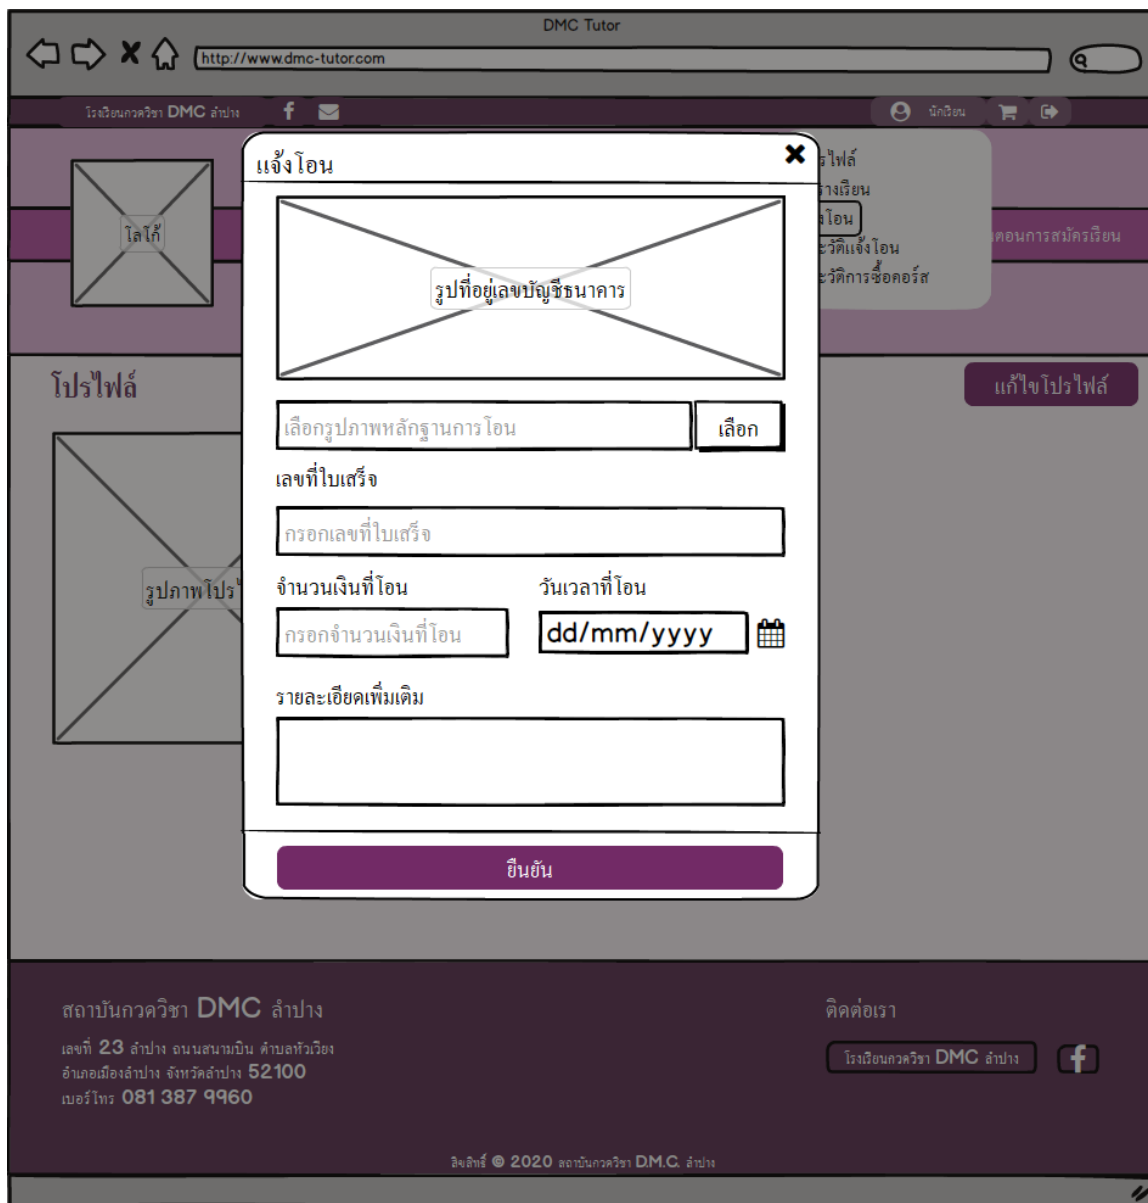 DMC Tutor
http://www.dmc-tutor.com
โรงเรียนกวดวิชา DMC ลำปาง
นักเรียน
แจ้งโอน
รไฟล์
รางเรียน
งโอน
ะวัติแจ้งโอน
ะวัติการซื้อคอร์ส
โลโก้
ตอนการสมัครเรียน
รูปที่อยู่เลขบัญชีธนาคาร
โปรไฟล์
แก้ไขโปรไฟล์
เลือกรูปภาพหลักฐานการโอน
เลือก
เลขที่ใบเสร็จ
กรอกเลขที่ใบเสร็จ
รูปภาพโปรไ
จำนวนเงินที่โอน
วันเวลาที่โอน
กรอกจำนวนเงินที่โอน
dd/mm/yyyy
รายละเอียดเพิ่มเติม
ยืนยัน
สถาบันกวดวิชา DMC ลำปาง
เลขที่ 23 ลำปาง ถนนสนามบิน ตำบลหัวเวียง
อำเภอเมืองลำปาง จังหวัดลำปาง 52100
เบอร์โทร 081 387 9960
ติดต่อเรา
โรงเรียนกวดวิชา DMC ลำปาง
ลิขสิทธิ์ © 2020 สถาบันกวดวิชา D.M.C. ลำปาง